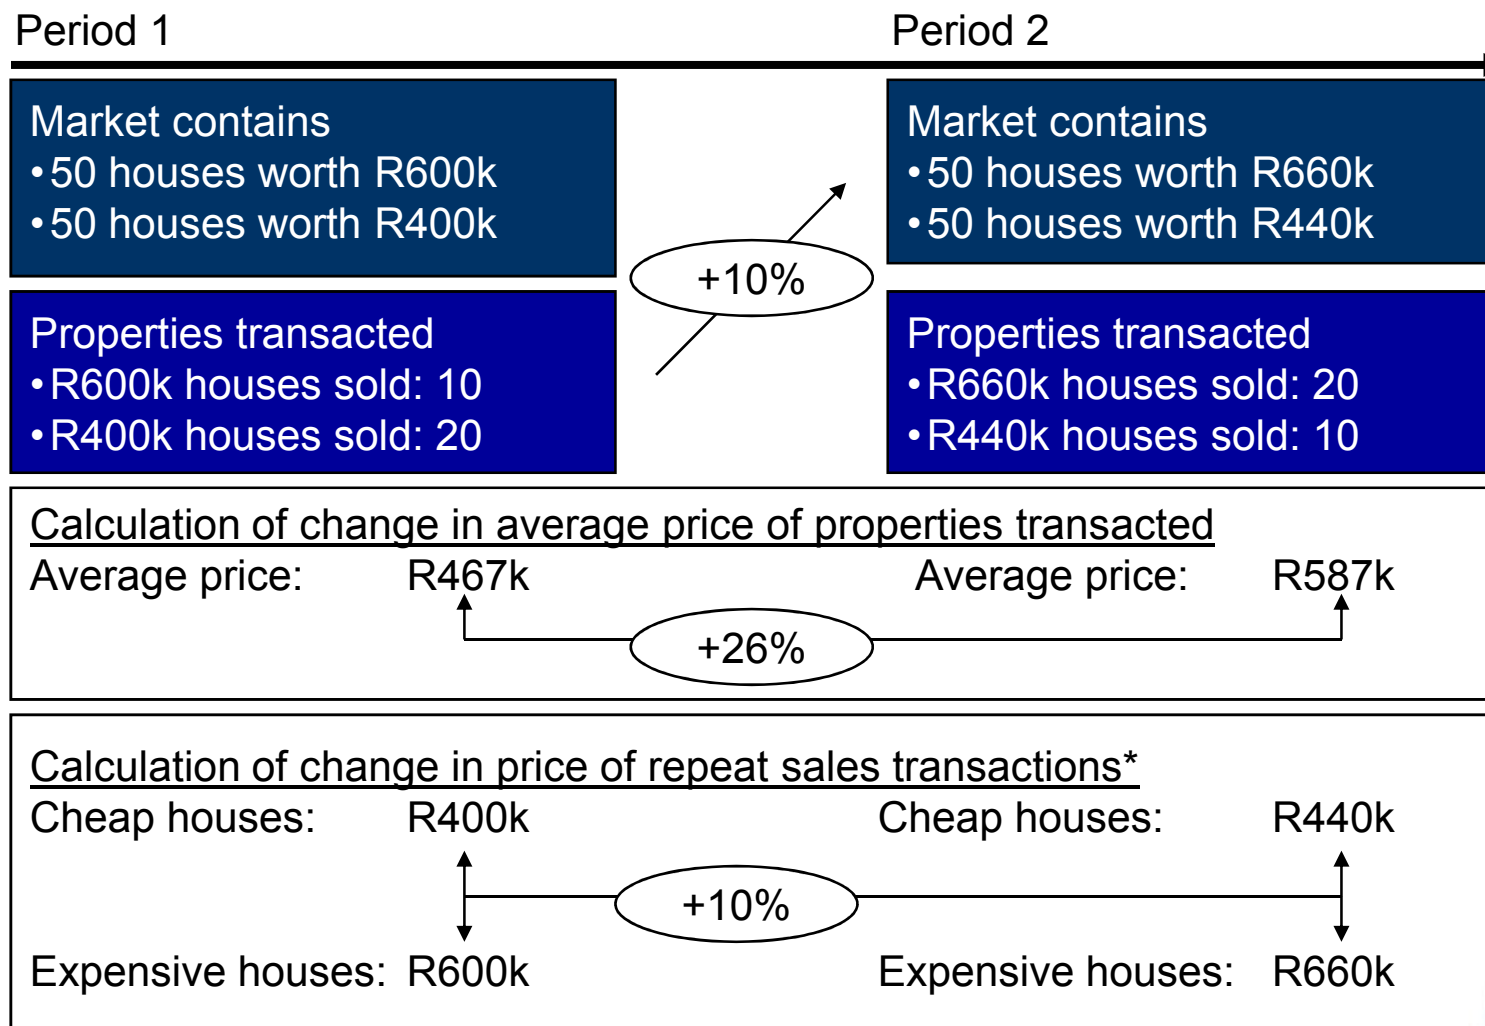 Period 1
Period 2
Market contains
•50 houses worth R600k
•50 houses worth R400k
+10%
Market contains
•50 houses worth R660k
•50 houses worth R440k
Properties transacted
•R600k houses sold: 10
•R400k houses sold: 20
Properties transacted
•R660k houses sold: 20
•R440k houses sold: 10
Calculation of change in average price of properties transacted
Average price: R467k Average price: R587k
+26%
Calculation of change in price of repeat sales transactions*
Cheap houses: R400k Cheap houses: R440k
+10%
Expensive houses: R600k Expensive houses: R660k